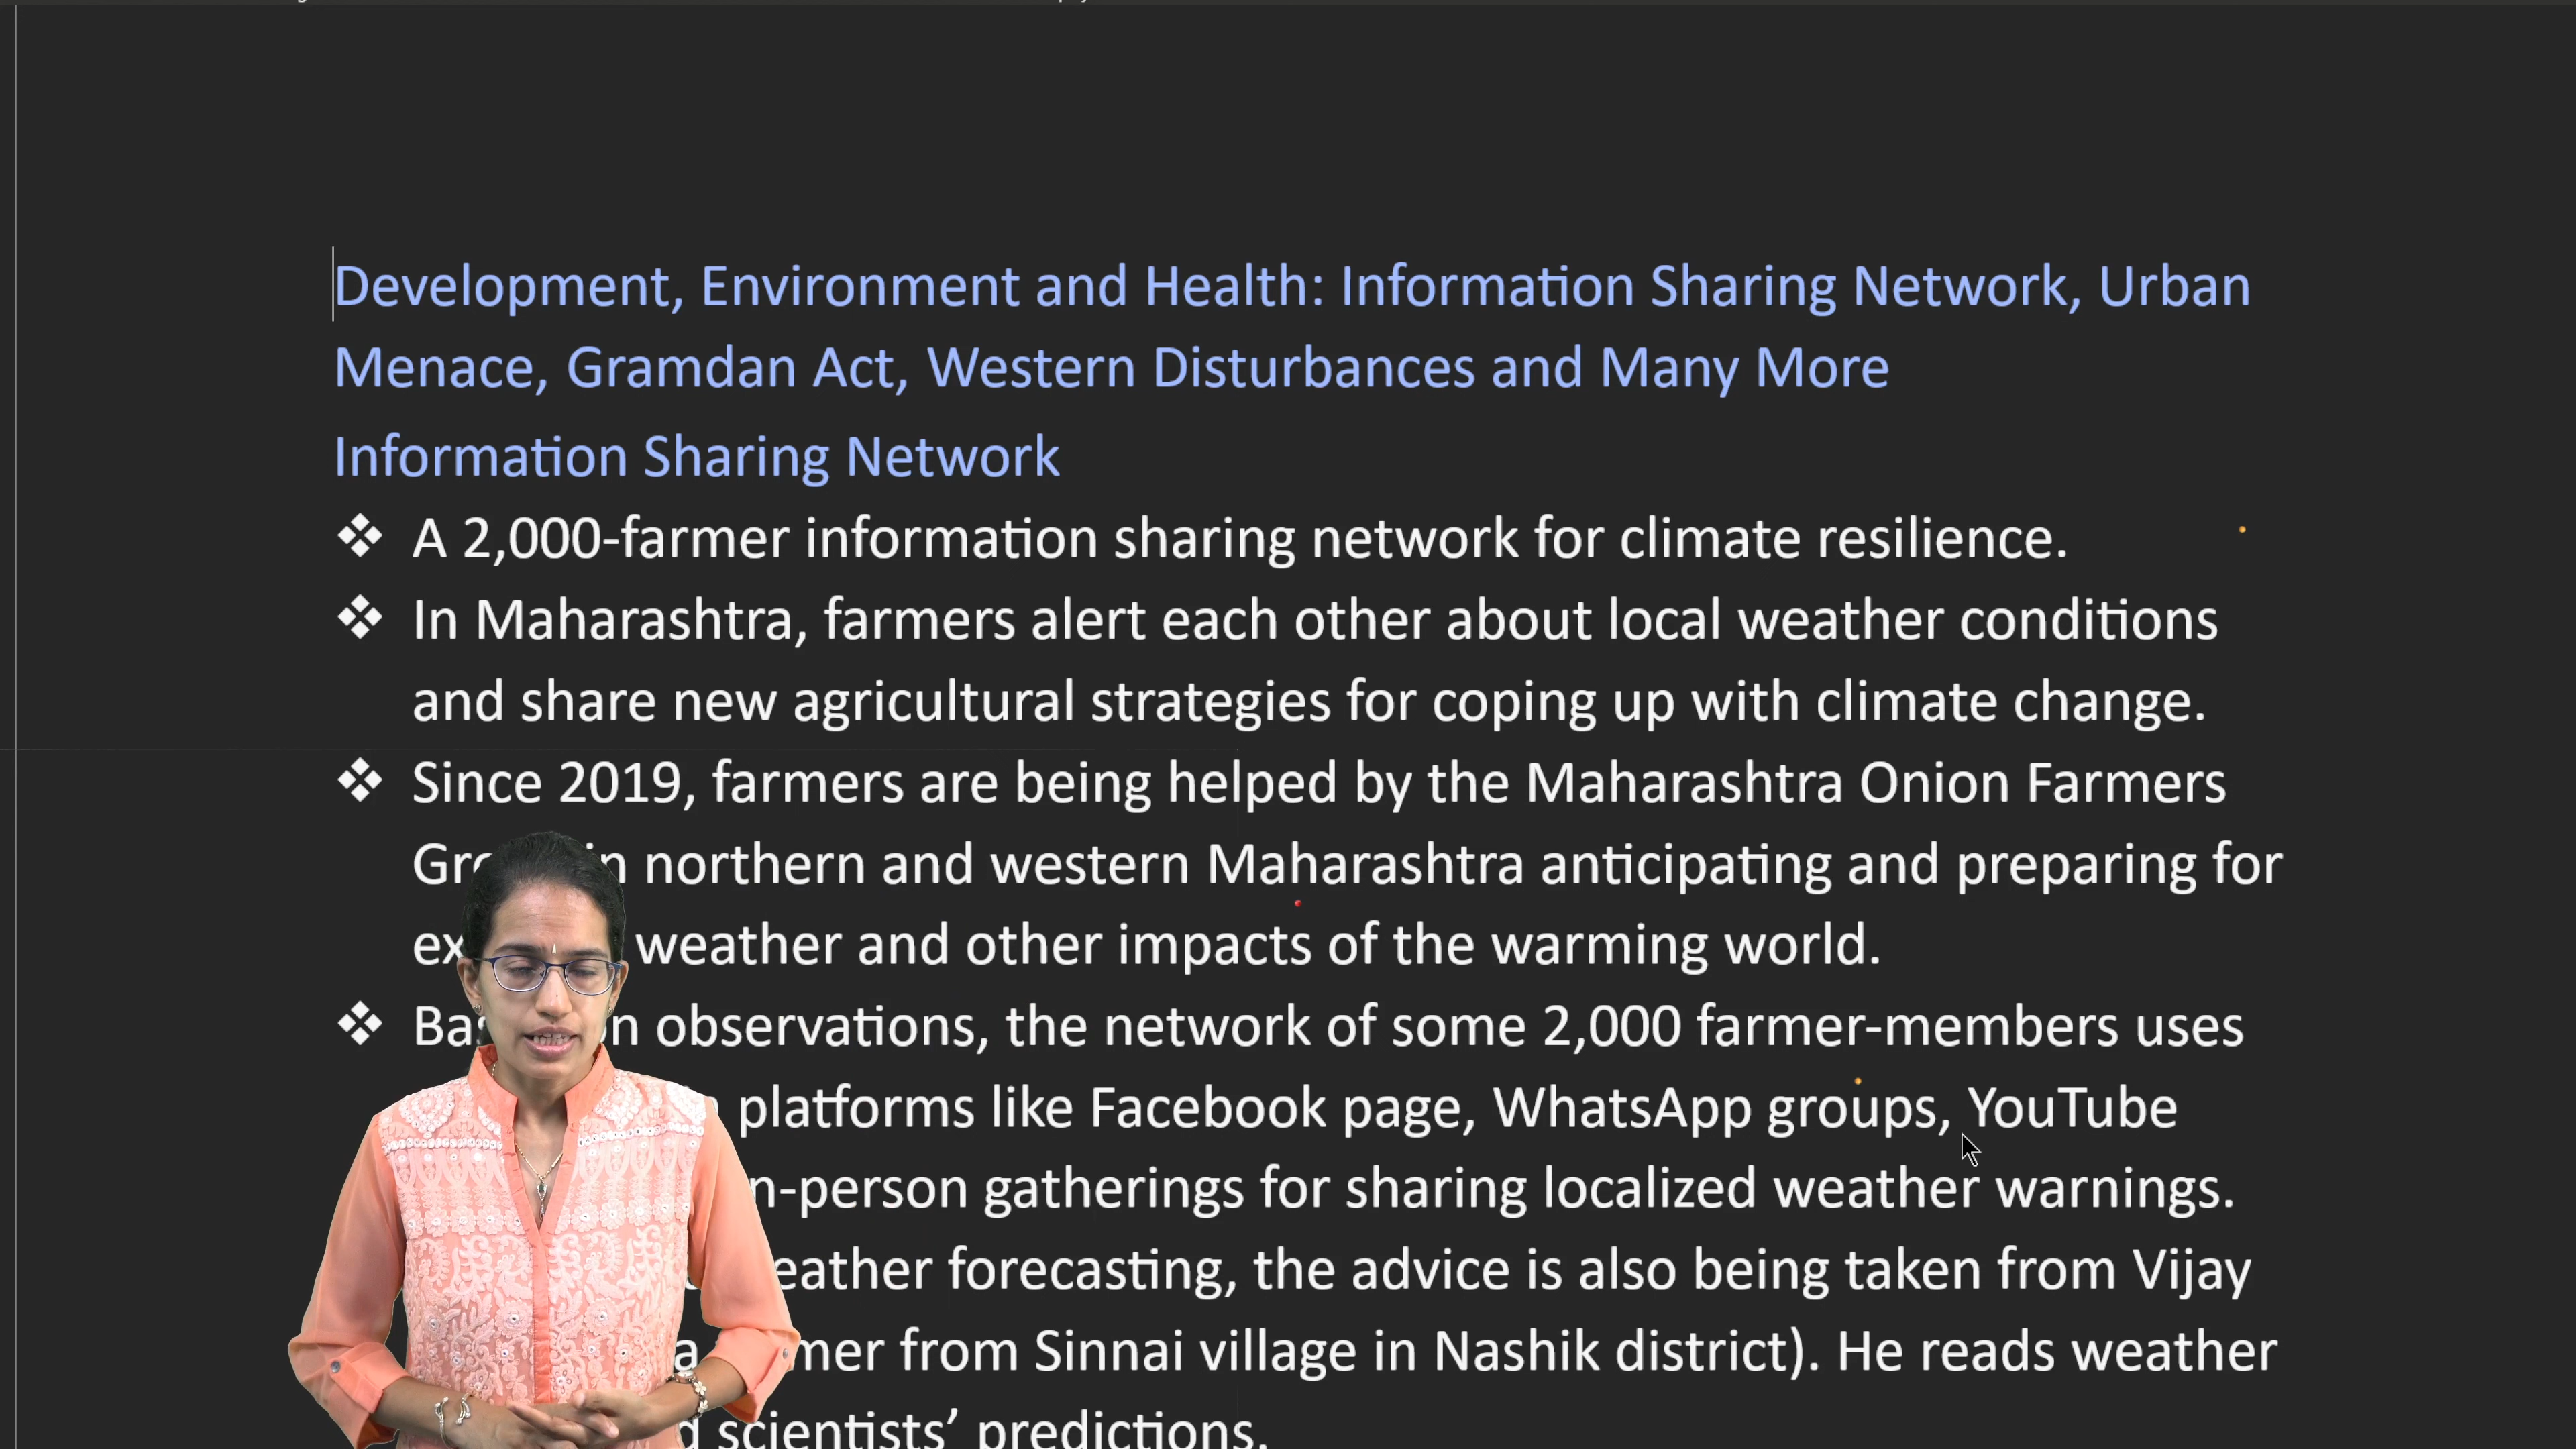 Development, Environment and Health: Information Sharing Network, Urban
Menace, Gramdan Act, Western Disturbances and Many More
Information Sharing Network
❖ A 2,000-farmer information sharing network for climate resilience.
❖ In Maharashtra, farmers alert each other about local weather conditions
and share new agricultural strategies for coping up with climate change.
❖ Since 2019, farmers are being helped by the Maharashtra Onion Farmers
northern and western Maharashtra anticipating and preparing for
weather and other impacts of the warming world.
❖ observations, the network of some 2,000 farmer-members uses
platforms like Facebook page, WhatsApp groups, YouTube
n-person gatherings for sharing localized weather warnings.
eather forecasting, the advice is also being taken from Vijay
mer from Sinnai village in Nashik district). He reads weather
scientists’ predictions.